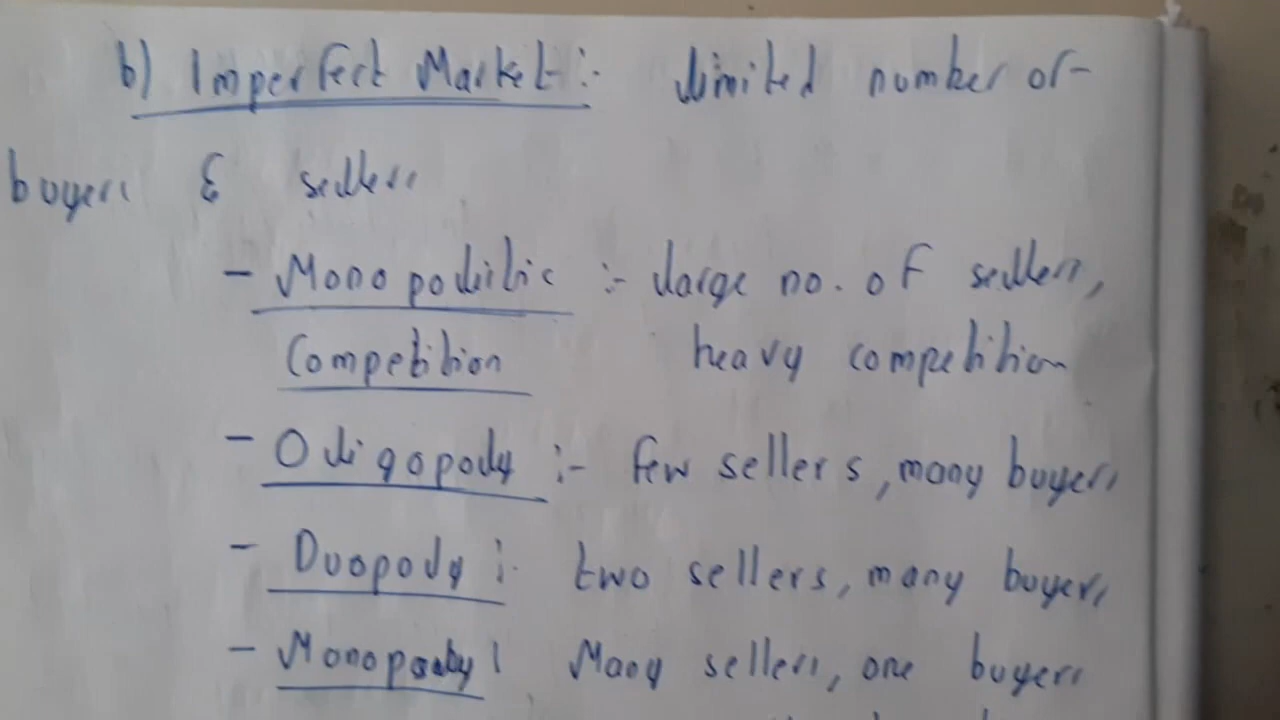 b) Imperfect Market :- limited number of
buyers & sellers
- Monopolistic :- large no. of sellers,
Competition heavy competition
- Oligopoly :- few sellers, many buyers
- Duopoly :- two sellers, many buyers
- Monopsony : Many sellers, one buyers